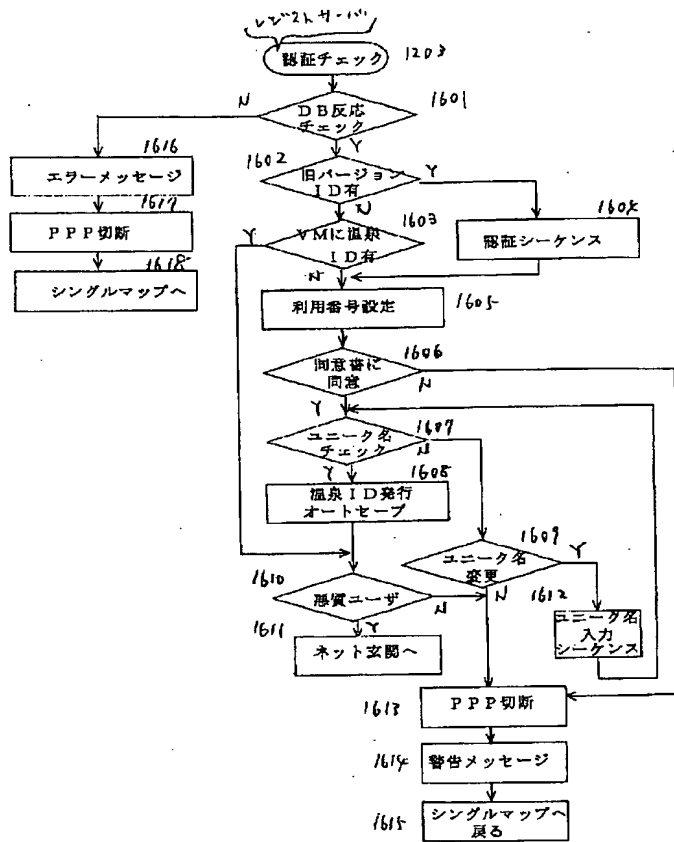 レジストサーバ
認証チェック
1203
N
DB反応
チェック
1601
Y
1616
エラーメッセージ
1602
旧バージョン
ID有
Y
N
1617
PPP切断
Y
VMに温泉
ID有
1603
N
1604
認証シーケンス
1618
シングルマップへ
利用番号設定
1605
同意書に
同意
1606
N
Y
ユニーク名
チェック
1607
N
Y
1608
温泉ID発行
オートセーブ
1609
ユニーク名
変更
Y
N
1610
悪質ユーザ
N
1612
ユニーク名
入力
シーケンス
1611
Y
ネット玄関へ
1613
PPP切断
1614
警告メッセージ
1615
シングルマップへ
戻る